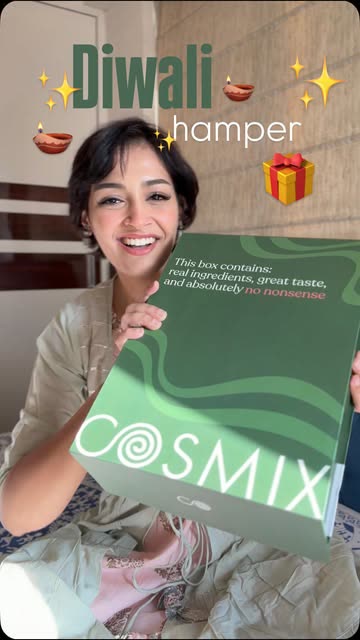 Diwali
hamper
This box contains:
real ingredients, great taste,
and absolutely no nonsense
COSMIX